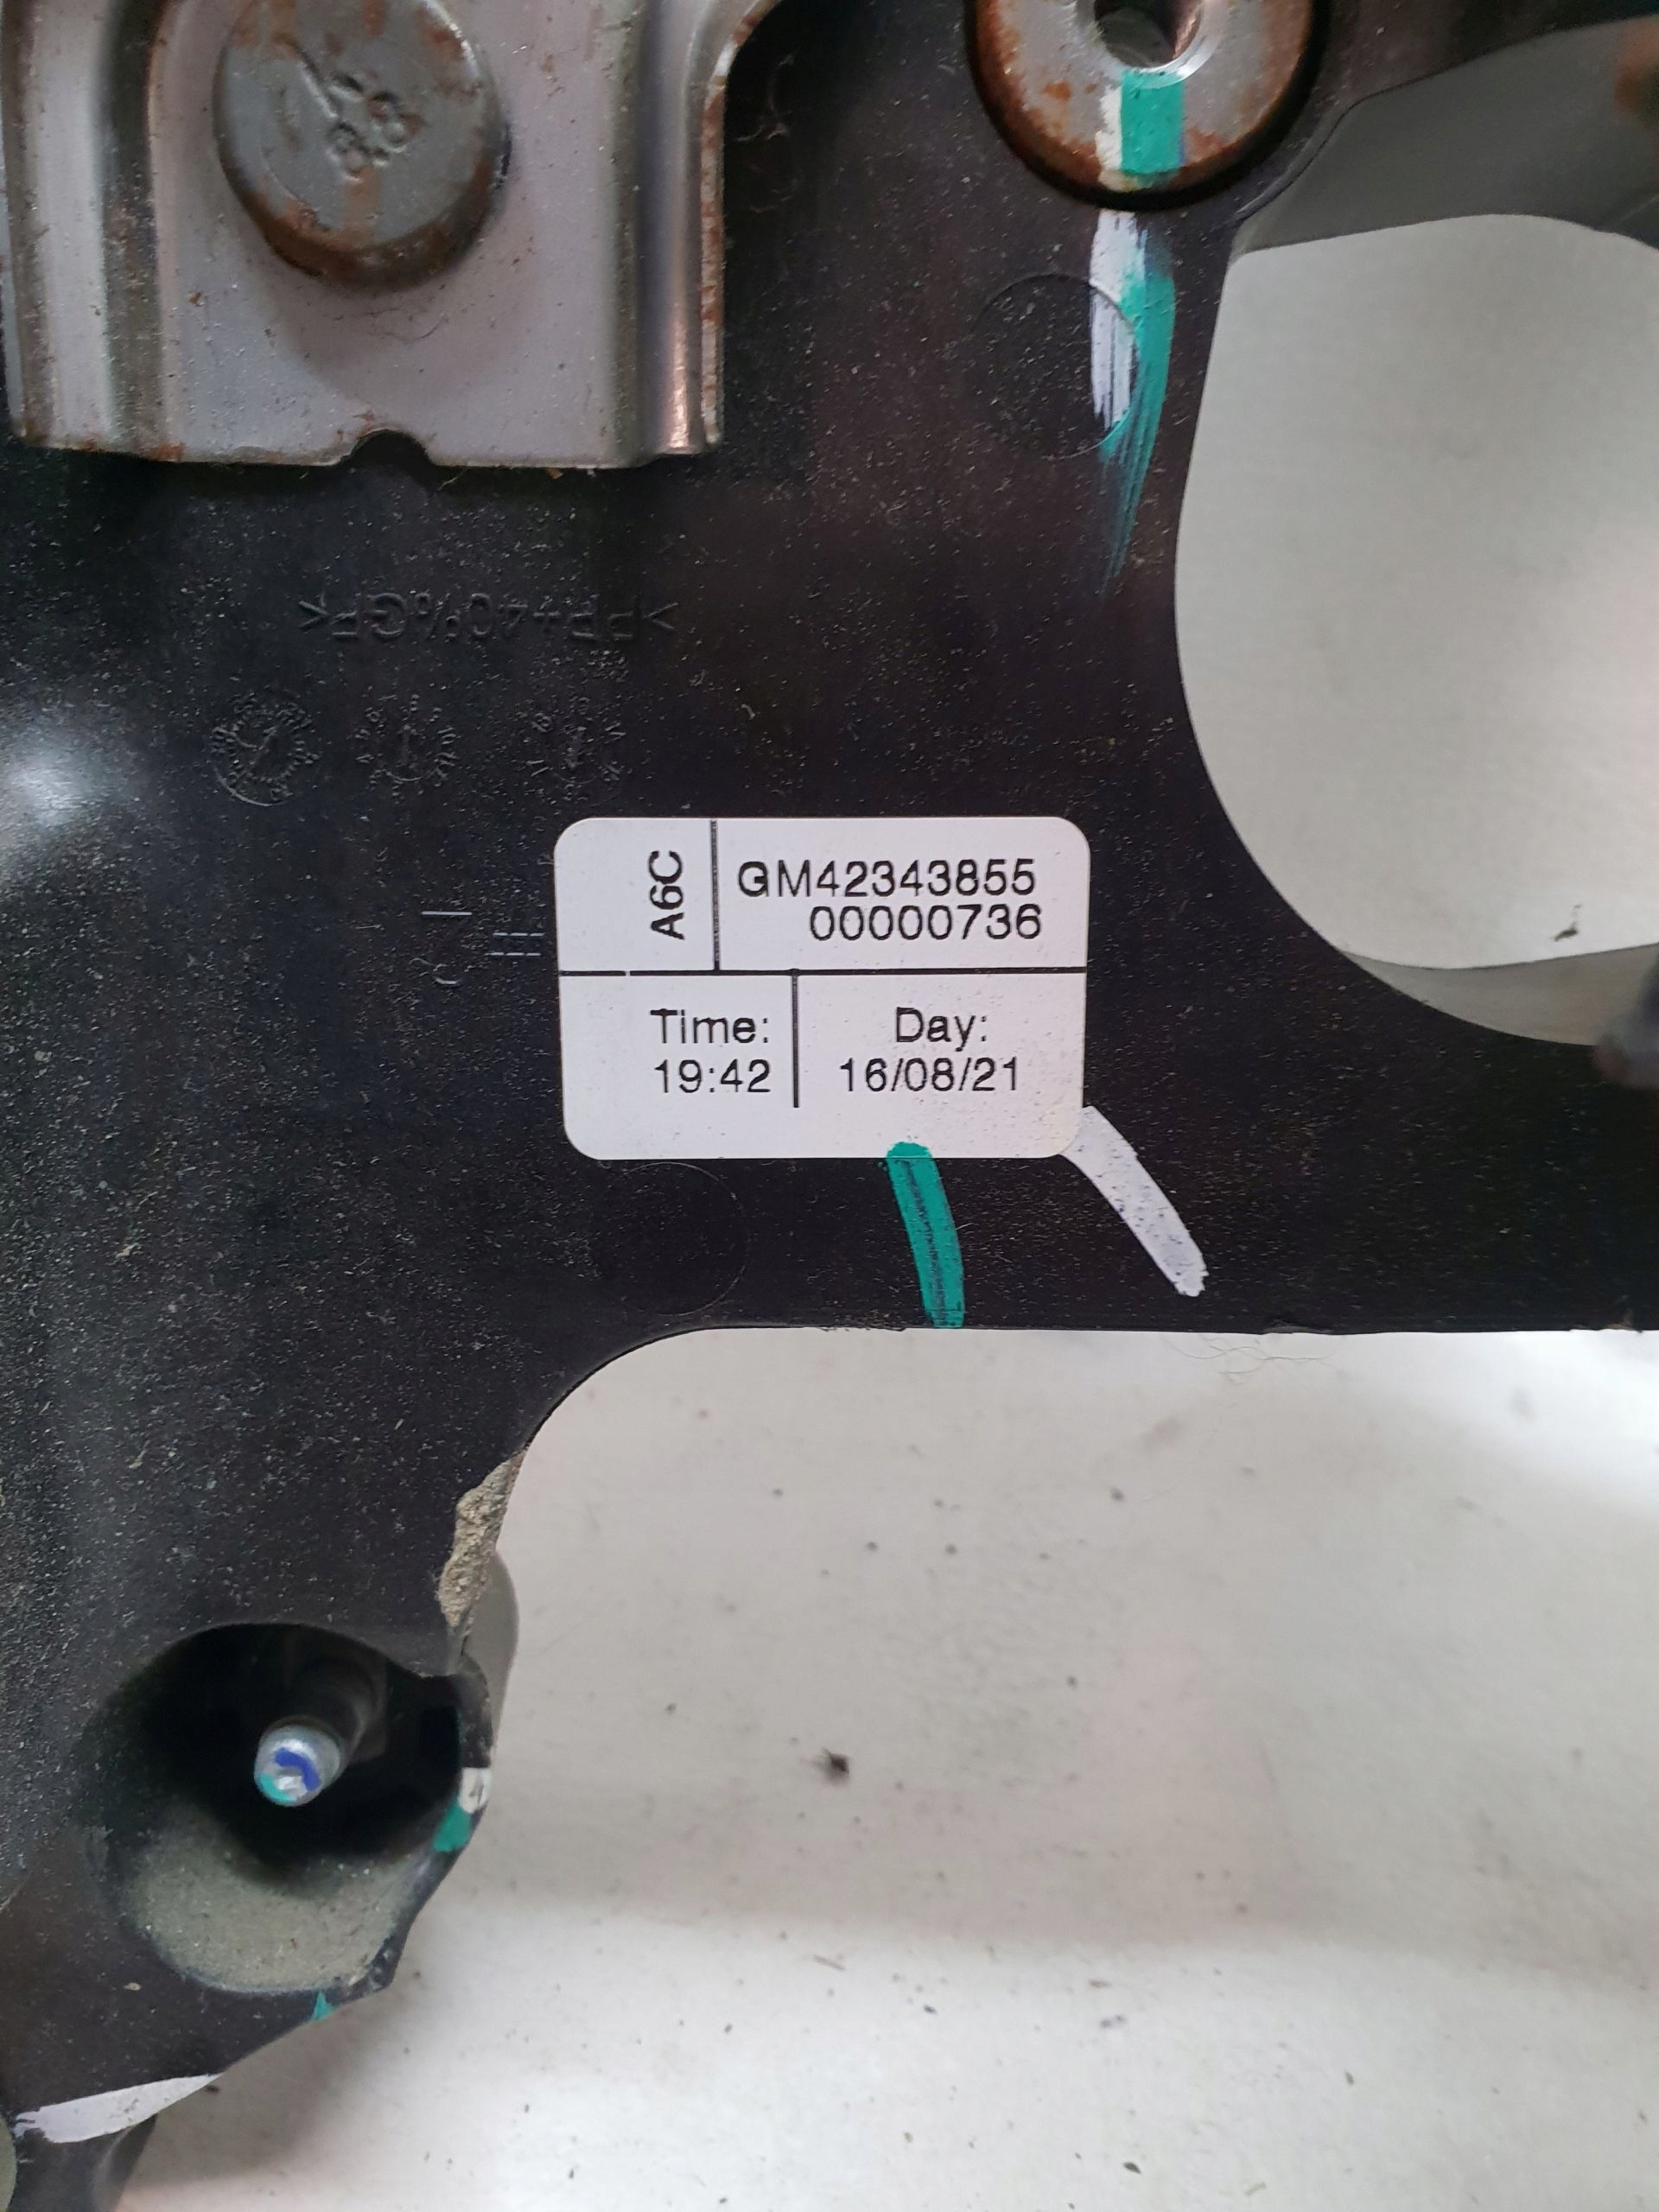 >PP+40%GF<
A6C
GM42343855
00000736
Time:
19:42
Day:
16/08/21